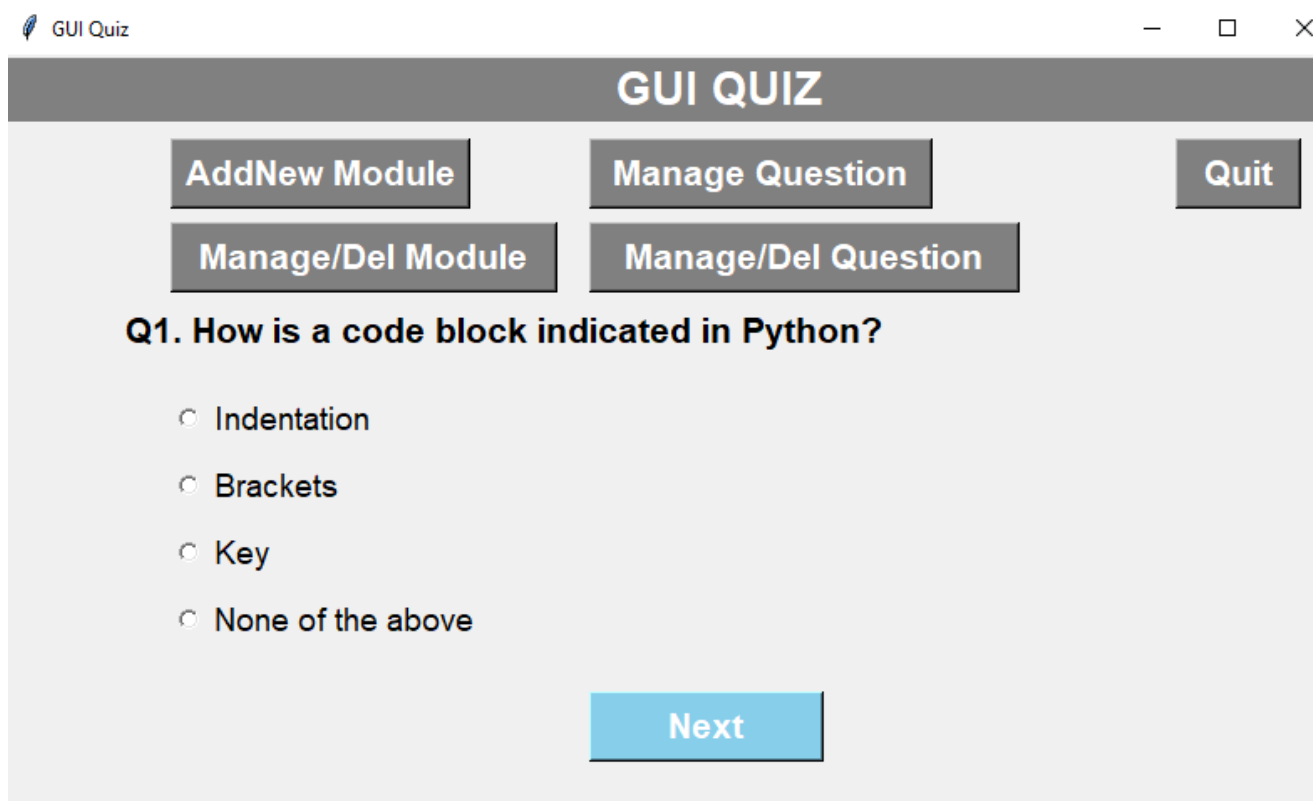 GUI Quiz
GUI QUIZ
AddNew Module Manage Question Quit
Manage/Del Module Manage/Del Question
Q1. How is a code block indicated in Python?
Indentation
Brackets
Key
None of the above
Next